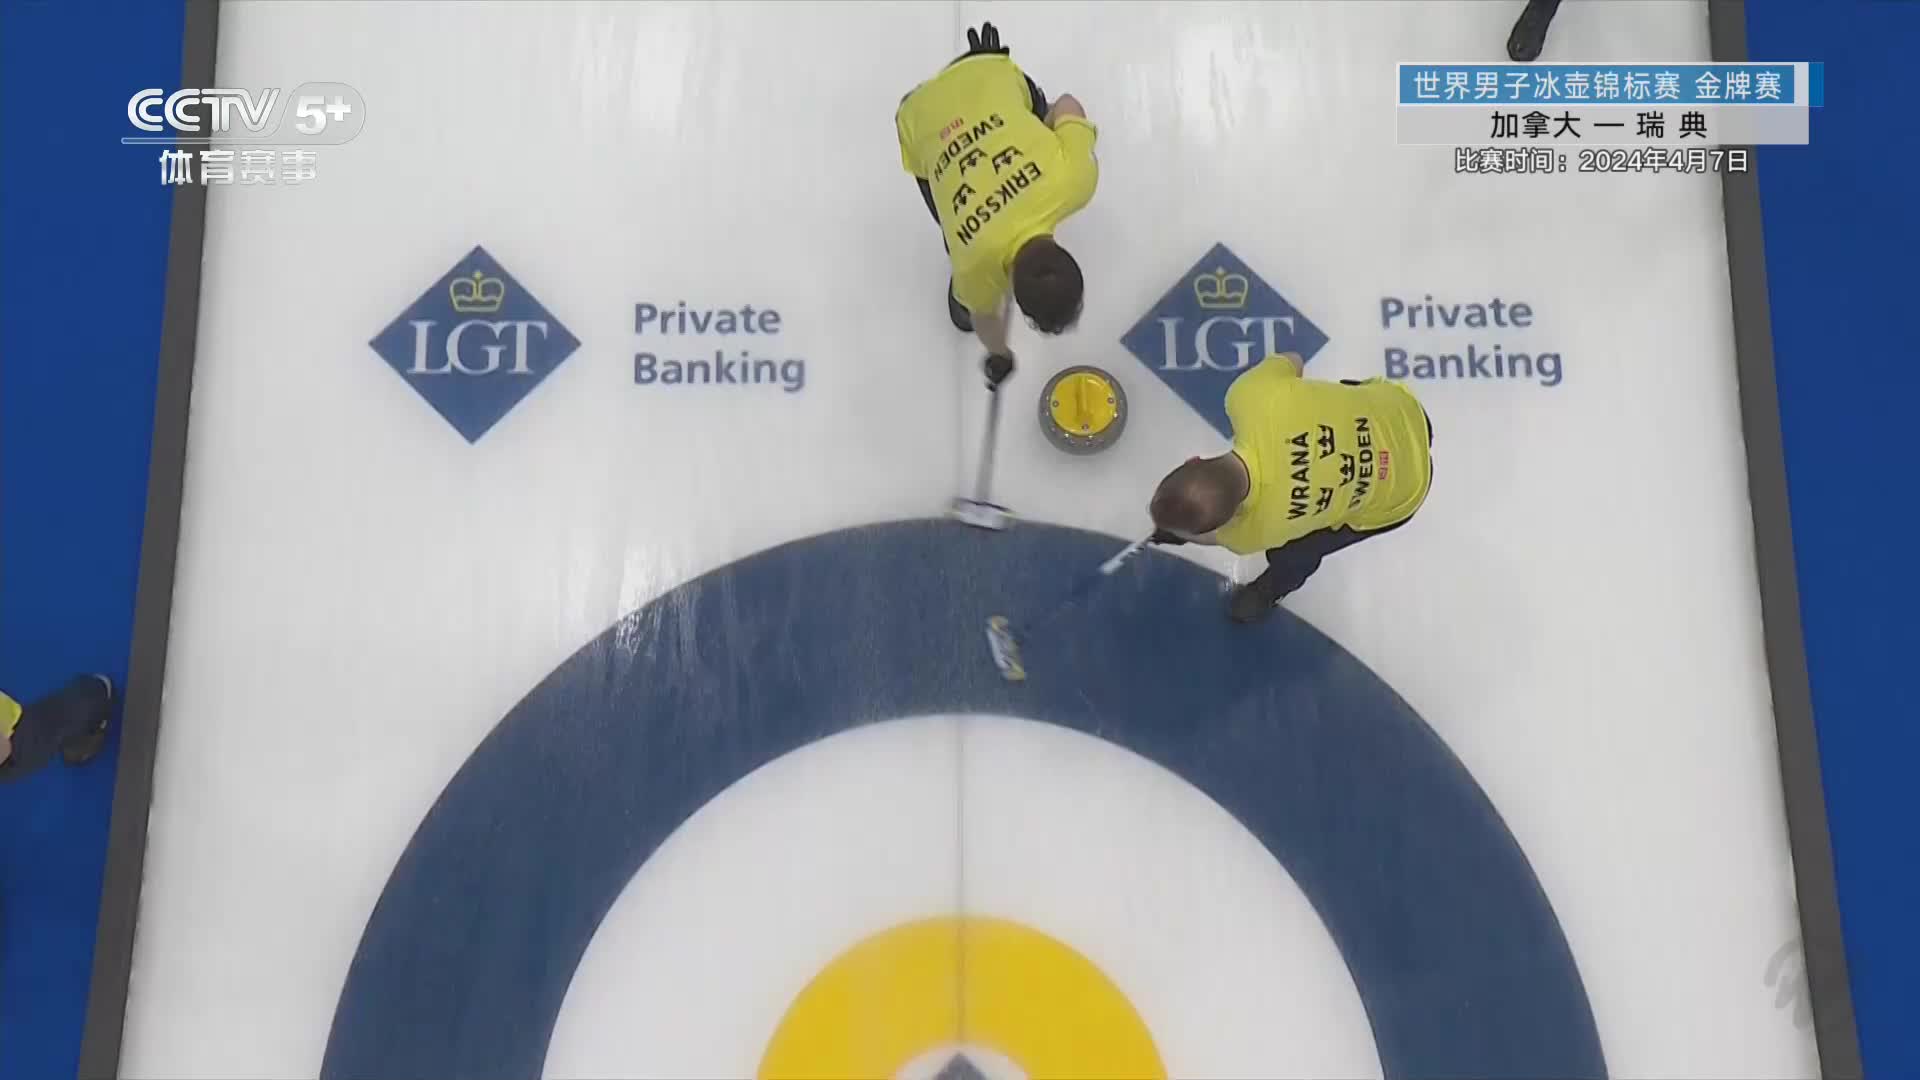 CCTV 5+
体育赛事
世界男子冰壶锦标赛 金牌赛
加拿大 — 瑞 典
比赛时间：2024年4月7日
SWEDEN
ERIKSSON
LGT
Private
Banking
LGT
Private
Banking
WRANÅ
SWEDEN